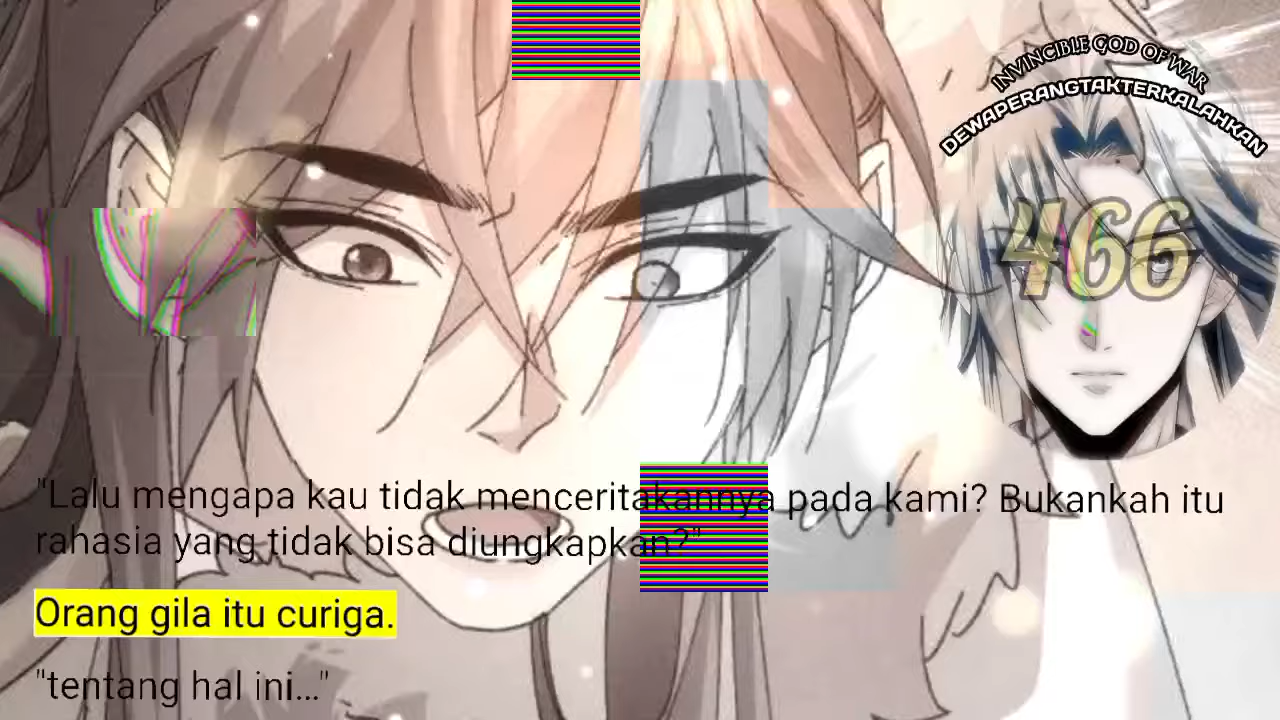 INVINCIBLE GOD OF WAR
DEWAPERANGTAKTERKALAHKAN
466
"Lalu mengapa kau tidak menceritakannya pada kami? Bukankah itu
rahasia yang tidak bisa diungkapkan?"
Orang gila itu curiga.
"tentang hal ini..."